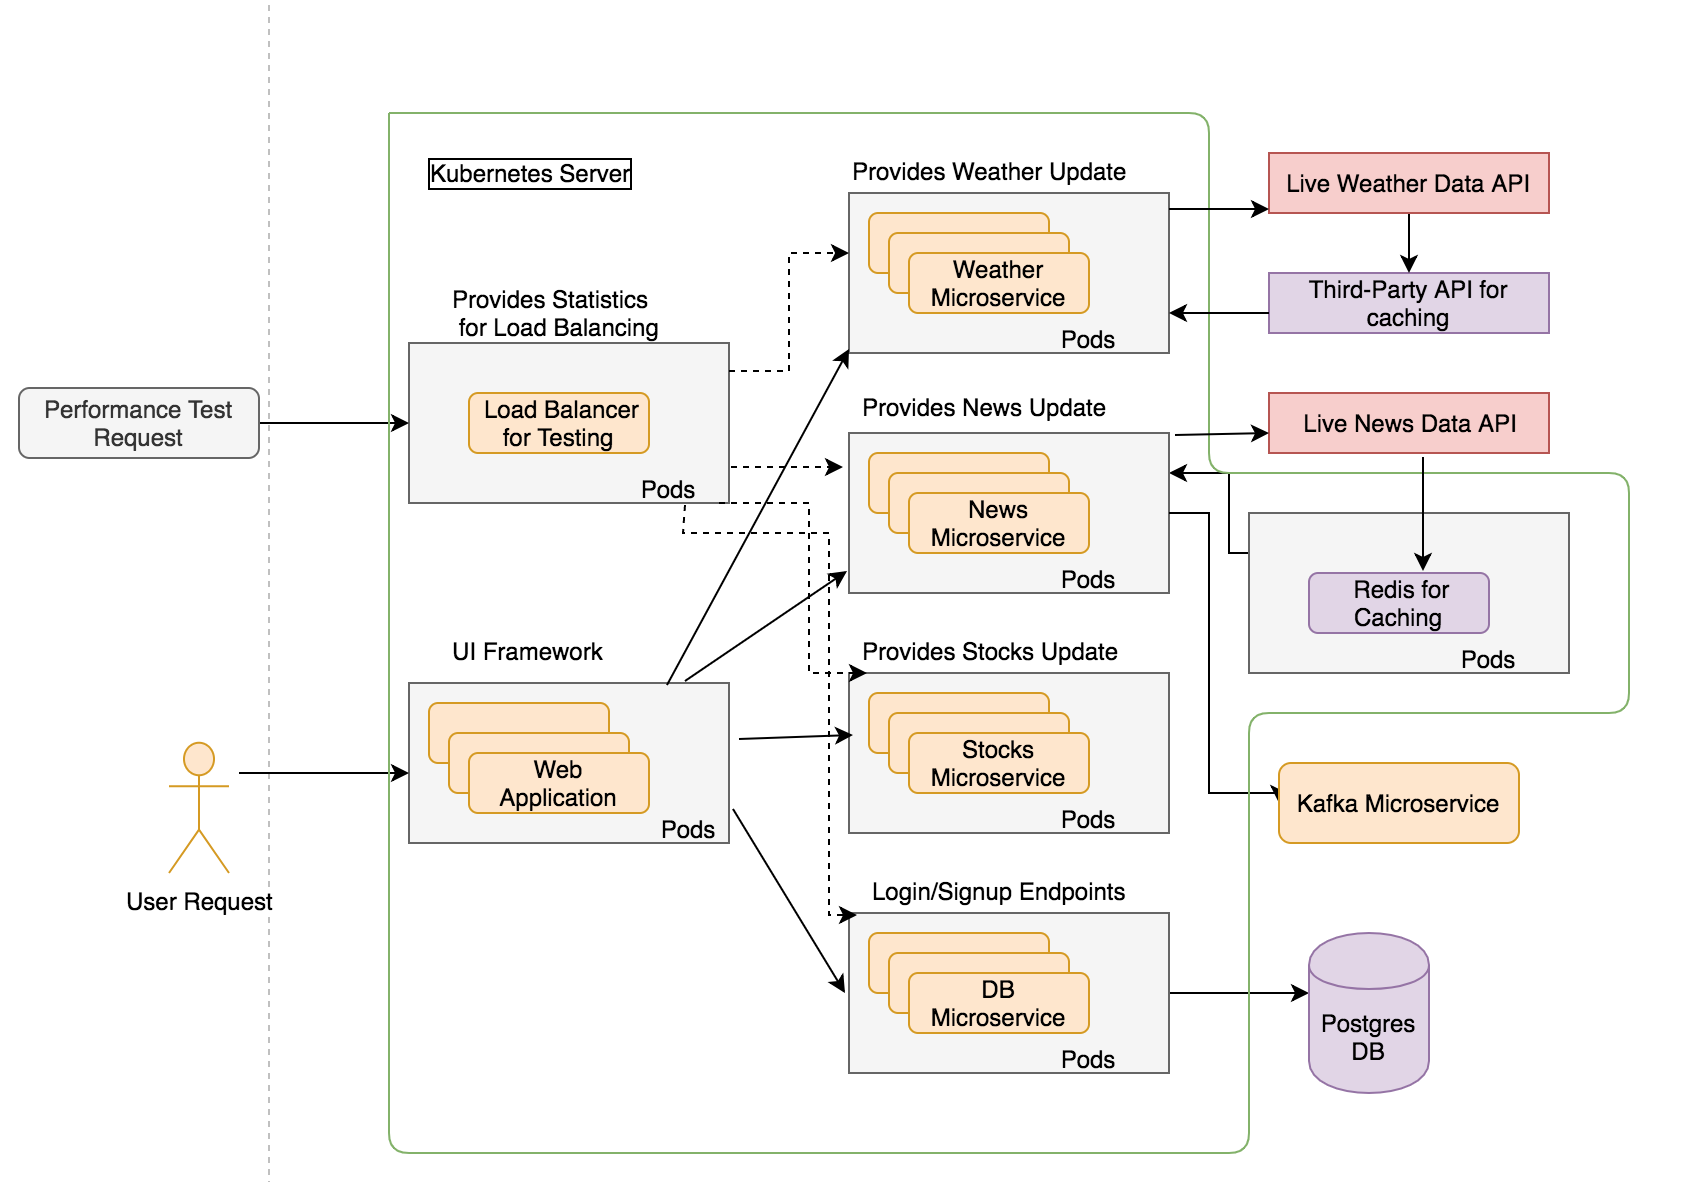 Kubernetes Server
Provides Weather Update
Weather
Microservice
Pods
Live Weather Data API
Third-Party API for
caching
Provides Statistics
for Load Balancing
Load Balancer
for Testing
Pods
Performance Test
Request
Provides News Update
News
Microservice
Pods
Live News Data API
Redis for
Caching
Pods
UI Framework
Web
Application
Pods
User Request
Provides Stocks Update
Stocks
Microservice
Pods
Kafka Microservice
Login/Signup Endpoints
DB
Microservice
Pods
Postgres
DB